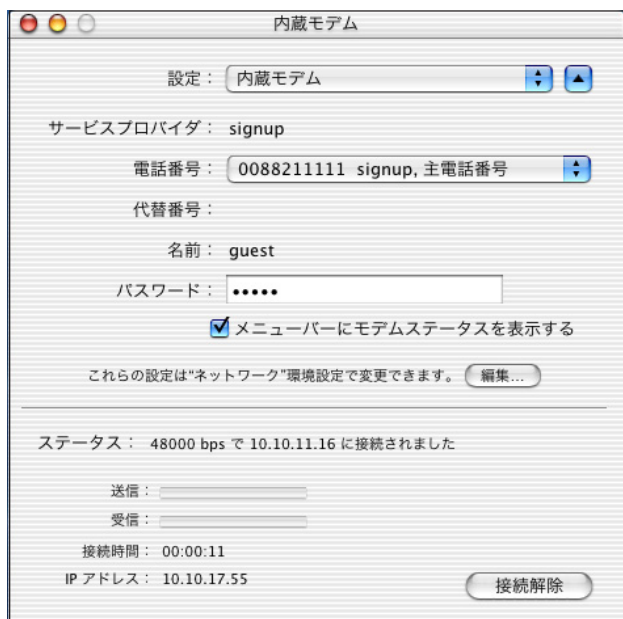 内蔵モデム
設定： 内蔵モデム
サービスプロバイダ： signup
電話番号： 0088211111 signup, 主電話番号
代替番号：
名前： guest
パスワード： •••••
メニューバーにモデムステータスを表示する
これらの設定は“ネットワーク”環境設定で変更できます。 編集...
ステータス： 48000 bps で 10.10.11.16 に接続されました
送信：
受信：
接続時間： 00:00:11
IP アドレス： 10.10.17.55
接続解除